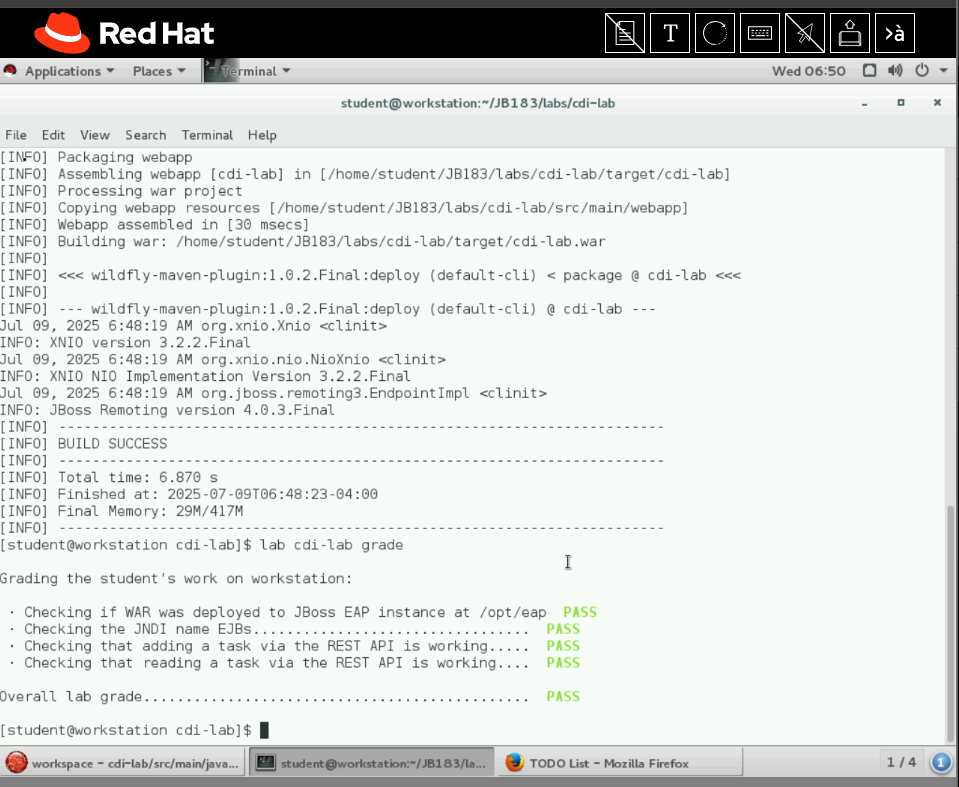 Red Hat
T
>à
Applications Places Terminal Wed 06:50
student@workstation:~/JB183/labs/cdi-lab
File Edit View Search Terminal Help
[INFO] Packaging webapp
[INFO] Assembling webapp [cdi-lab] in [/home/student/JB183/labs/cdi-lab/target/cdi-lab]
[INFO] Processing war project
[INFO] Copying webapp resources [/home/student/JB183/labs/cdi-lab/src/main/webapp]
[INFO] Webapp assembled in [30 msecs]
[INFO] Building war: /home/student/JB183/labs/cdi-lab/target/cdi-lab.war
[INFO]
[INFO] <<< wildfly-maven-plugin:1.0.2.Final:deploy (default-cli) < package @ cdi-lab <<<
[INFO]
[INFO] --- wildfly-maven-plugin:1.0.2.Final:deploy (default-cli) @ cdi-lab ---
Jul 09, 2025 6:48:19 AM org.xnio.Xnio <clinit>
INFO: XNIO version 3.2.2.Final
Jul 09, 2025 6:48:19 AM org.xnio.nio.NioXnio <clinit>
INFO: XNIO NIO Implementation Version 3.2.2.Final
Jul 09, 2025 6:48:19 AM org.jboss.remoting3.EndpointImpl <clinit>
INFO: JBoss Remoting version 4.0.3.Final
[INFO] ------------------------------------------------------------------------
[INFO] BUILD SUCCESS
[INFO] ------------------------------------------------------------------------
[INFO] Total time: 6.870 s
[INFO] Finished at: 2025-07-09T06:48:23-04:00
[INFO] Final Memory: 29M/417M
[INFO] ------------------------------------------------------------------------
[student@workstation cdi-lab]$ lab cdi-lab grade
Grading the student's work on workstation:
· Checking if WAR was deployed to JBoss EAP instance at /opt/eap PASS
· Checking the JNDI name EJBs.................................. PASS
· Checking that adding a task via the REST API is working..... PASS
· Checking that reading a task via the REST API is working.... PASS
Overall lab grade................................................ PASS
[student@workstation cdi-lab]$
workspace - cdi-lab/src/main/java... student@workstation:~/JB183/la... TODO List - Mozilla Firefox 1 / 4 1